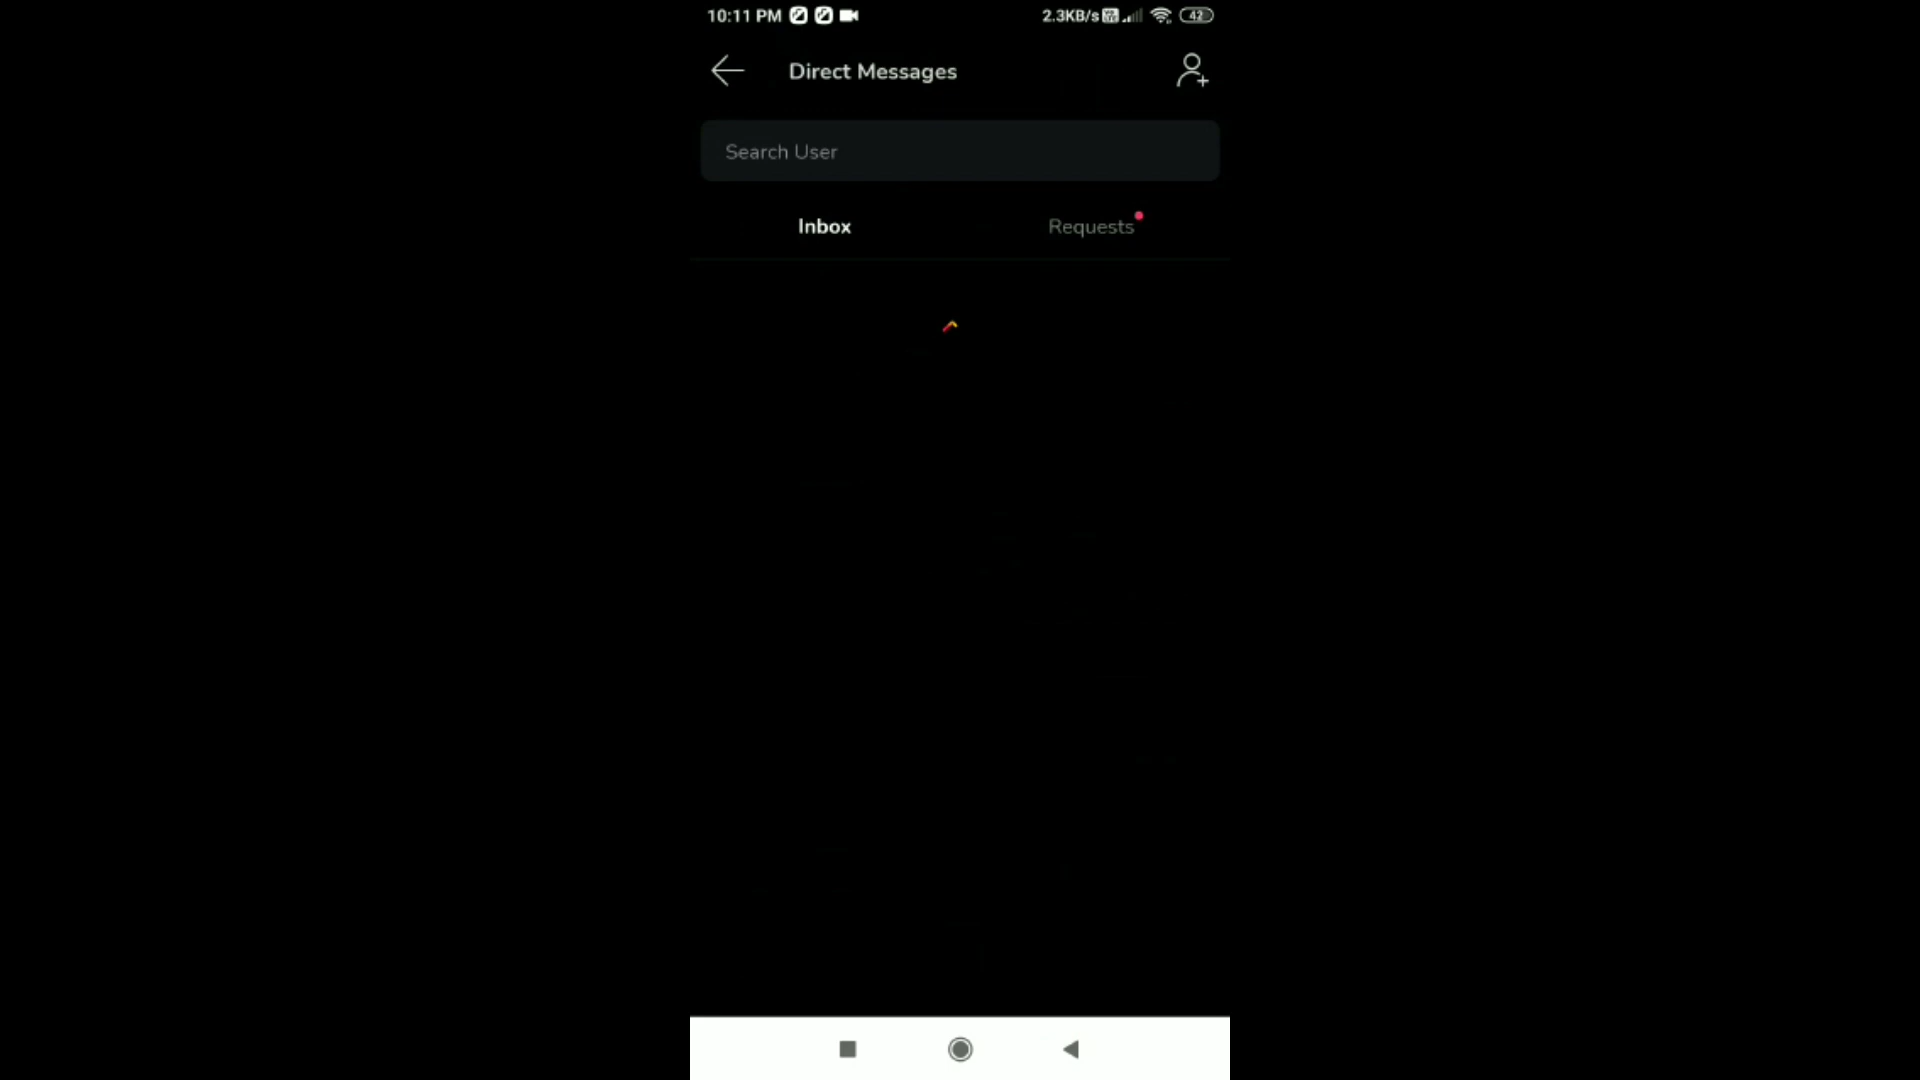 10:11 PM 2.3KB/s 42
Direct Messages
Search User
Inbox Requests